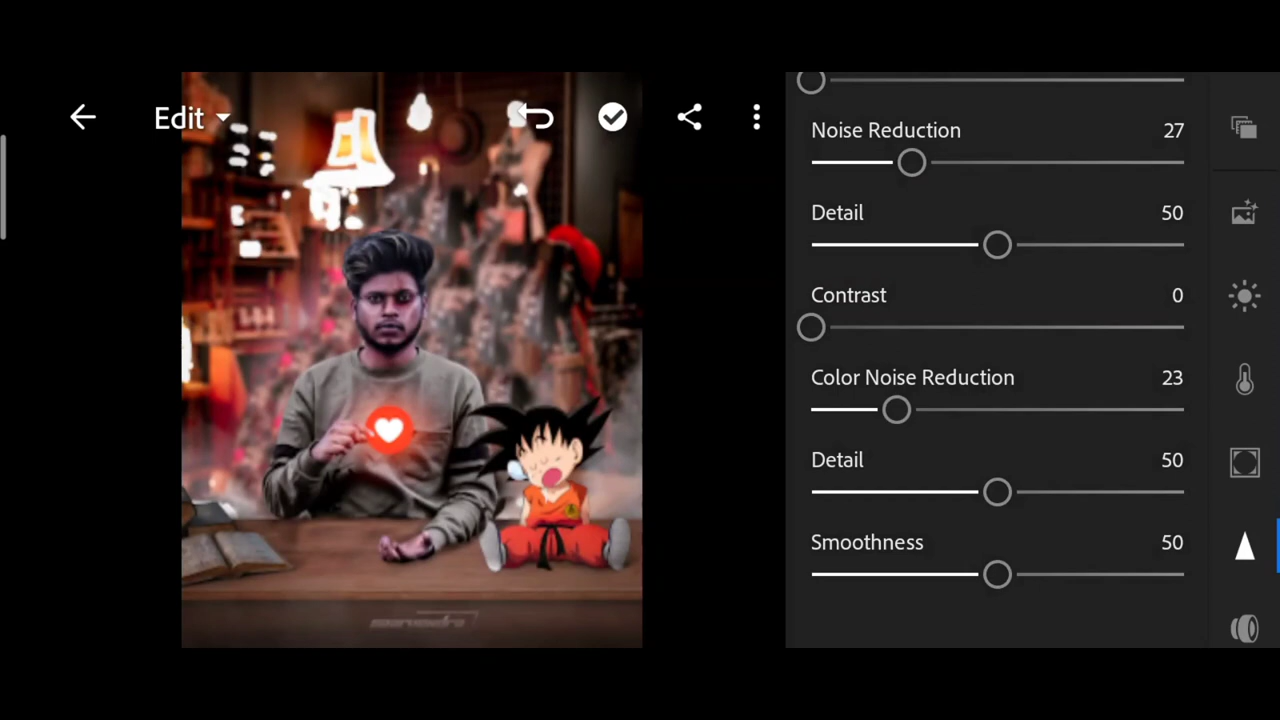 Edit
Noise Reduction 27
Detail 50
Contrast 0
Color Noise Reduction 23
Detail 50
Smoothness 50